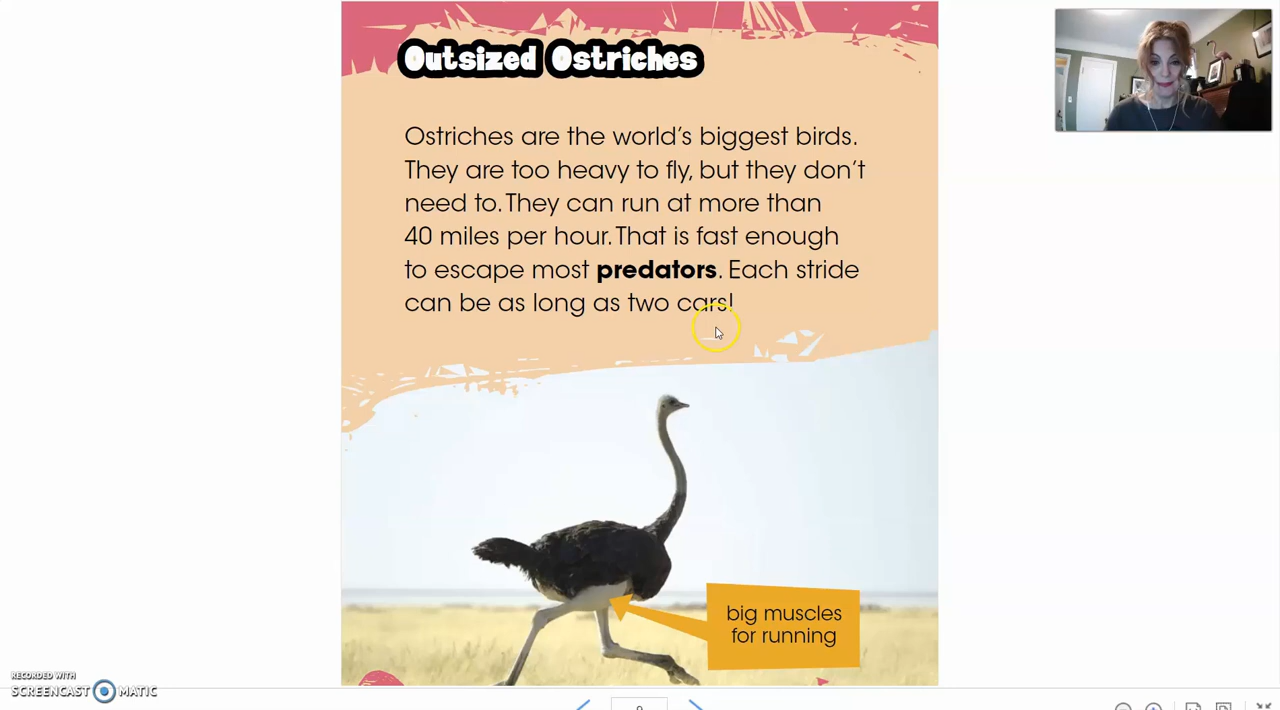 Outsized Ostriches
Ostriches are the world's biggest birds.
They are too heavy to fly, but they don't
need to. They can run at more than
40 miles per hour. That is fast enough
to escape most predators. Each stride
can be as long as two cars!
big muscles
for running
RECORDED WITH
SCREENCAST MATIC